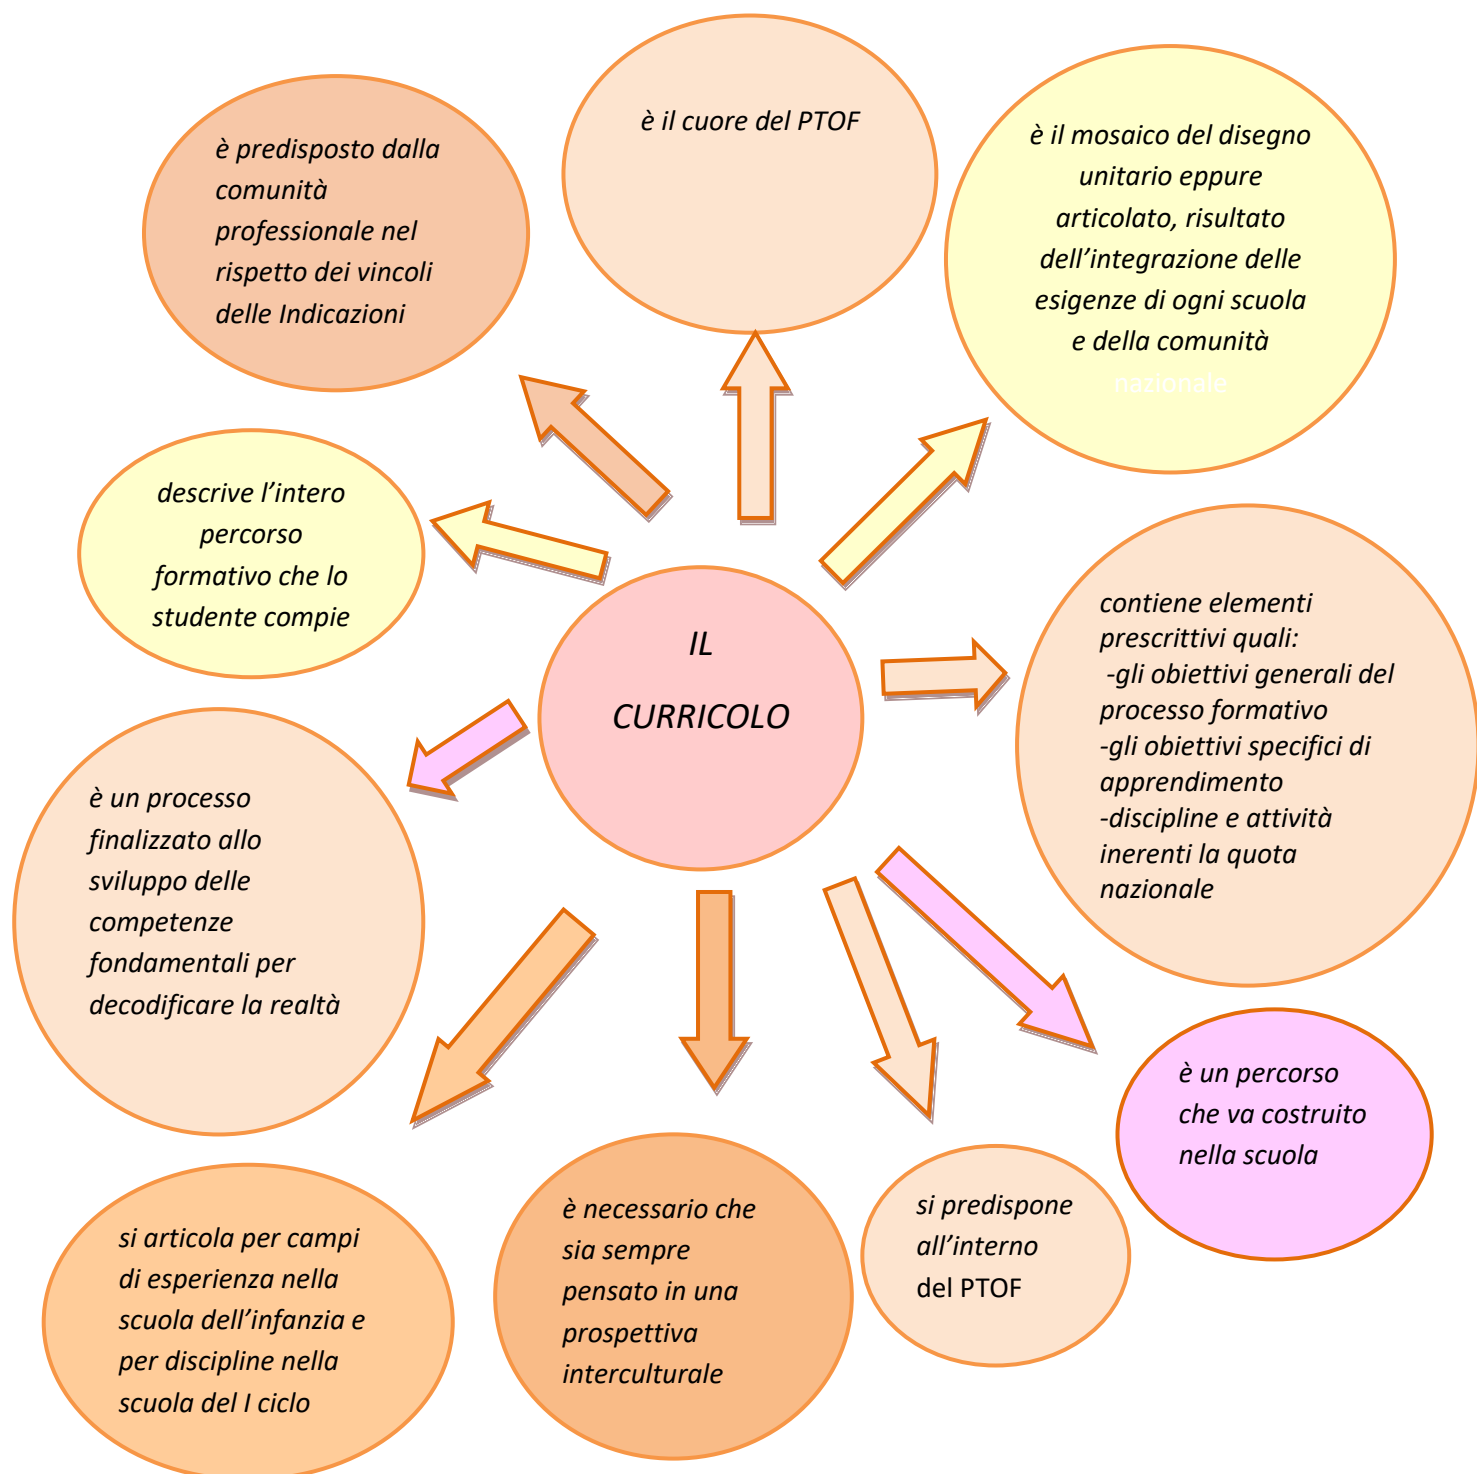 è il cuore del PTOF
è predisposto dalla
comunità
professionale nel
rispetto dei vincoli
delle Indicazioni
è il mosaico del disegno
unitario eppure
articolato, risultato
dell’integrazione delle
esigenze di ogni scuola
e della comunità
nazionale
descrive l’intero
percorso
formativo che lo
studente compie
IL
CURRICOLO
contiene elementi
prescrittivi quali:
-gli obiettivi generali del
processo formativo
-gli obiettivi specifici di
apprendimento
-discipline e attività
inerenti la quota
nazionale
è un processo
finalizzato allo
sviluppo delle
competenze
fondamentali per
decodificare la realtà
è un percorso
che va costruito
nella scuola
si articola per campi
di esperienza nella
scuola dell’infanzia e
per discipline nella
scuola del I ciclo
è necessario che
sia sempre
pensato in una
prospettiva
interculturale
si predispone
all’interno
del PTOF